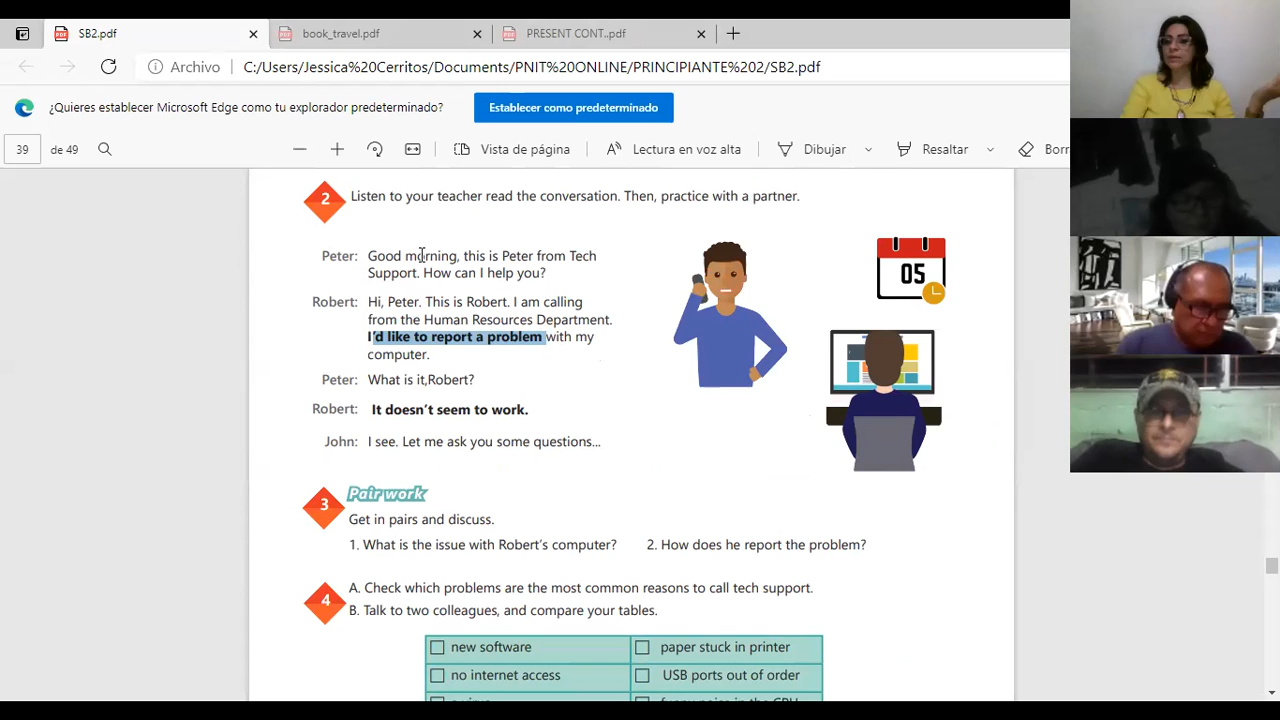 SB2.pdf
book_travel.pdf
PRESENT CONT..pdf
Archivo
C:/Users/Jessica%20Cerritos/Documents/PNIT%20ONLINE/PRINCIPIANTE%202/SB2.pdf
¿Quieres establecer Microsoft Edge como tu explorador predeterminado?
Establecer como predeterminado
39
de 49
Vista de página
Lectura en voz alta
Dibujar
Resaltar
Borr
2
Listen to your teacher read the conversation. Then, practice with a partner.
Peter: Good morning, this is Peter from Tech
Support. How can I help you?
Robert: Hi, Peter. This is Robert. I am calling
from the Human Resources Department.
I'd like to report a problem with my
computer.
Peter: What is it,Robert?
Robert: It doesn't seem to work.
John: I see. Let me ask you some questions...
05
3
Pair work
Get in pairs and discuss.
1. What is the issue with Robert's computer?
2. How does he report the problem?
4
A. Check which problems are the most common reasons to call tech support.
B. Talk to two colleagues, and compare your tables.
new software
paper stuck in printer
no internet access
USB ports out of order